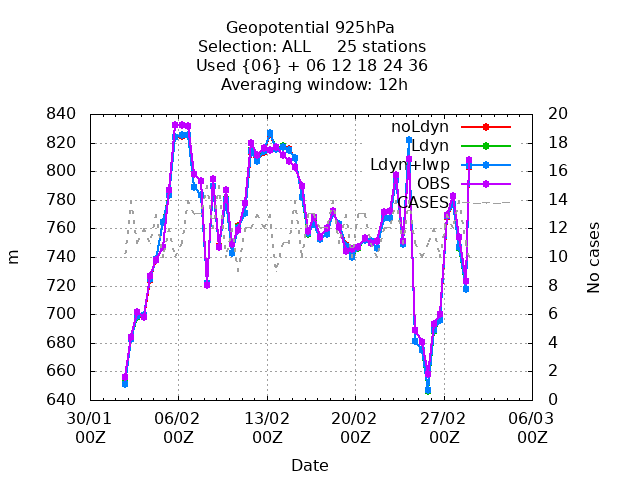 Geopotential 925hPa
Selection: ALL 25 stations
Used {06} + 06 12 18 24 36
Averaging window: 12h
noLdyn
Ldyn
Ldyn+lwp
OBS
CASES
840
820
800
780
760
740
720
700
680
660
640
20
18
16
14
12
10
8
6
4
2
0
m
No cases
30/01 06/02 13/02 20/02 27/02 06/03
00Z 00Z 00Z 00Z 00Z 00Z
Date